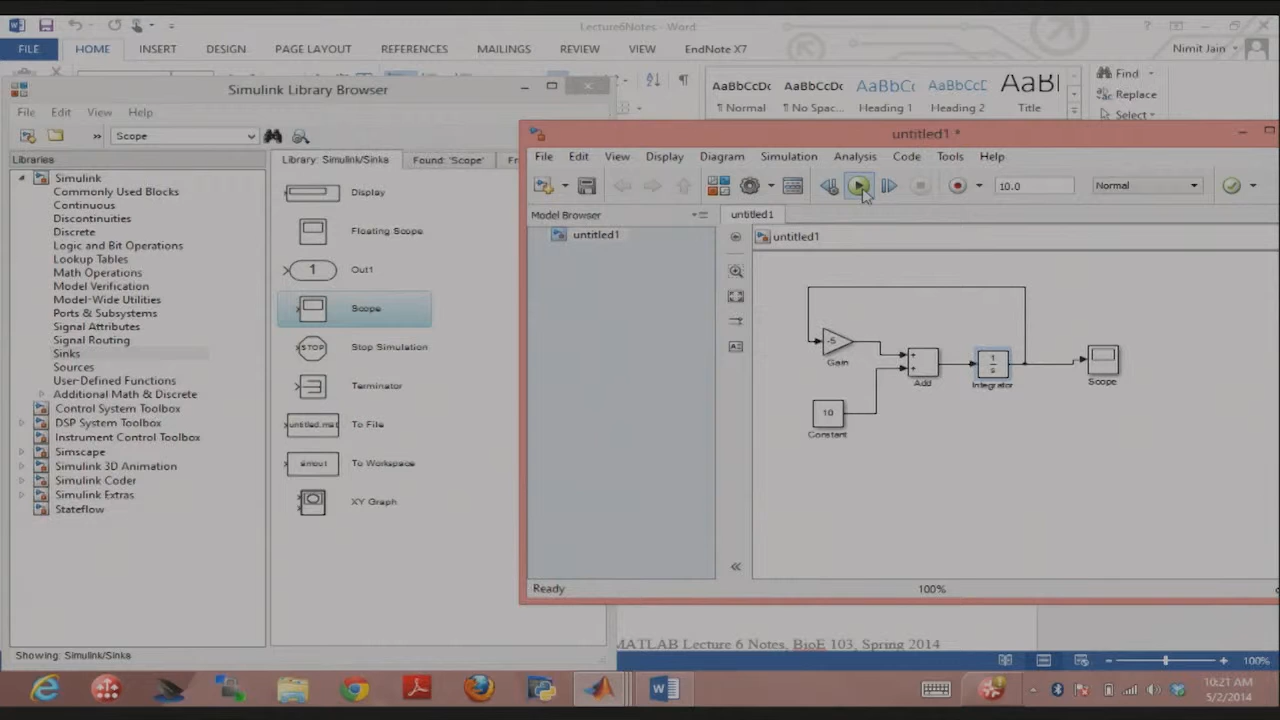 Lecture6Notes - Word
FILE HOME INSERT DESIGN PAGE LAYOUT REFERENCES MAILINGS REVIEW VIEW EndNote X7 Nimit Jain
AaBbCcDc AaBbCcDc AaBbC AaBbCcD AaBl
¶ Normal ¶ No Spac... Heading 1 Heading 2 Title
Find
Replace
Select
Simulink Library Browser
File Edit View Help
Scope
Libraries
Simulink
Commonly Used Blocks
Continuous
Discontinuities
Discrete
Logic and Bit Operations
Lookup Tables
Math Operations
Model Verification
Model-Wide Utilities
Ports & Subsystems
Signal Attributes
Signal Routing
Sinks
Sources
User-Defined Functions
Additional Math & Discrete
Control System Toolbox
DSP System Toolbox
Instrument Control Toolbox
Simscape
Simulink 3D Animation
Simulink Coder
Simulink Extras
Stateflow
Showing: Simulink/Sinks
Library: Simulink/Sinks Found: 'Scope' Fr
Display
Floating Scope
1 Out1
Scope
STOP Stop Simulation
Terminator
untitled.mat To File
simout To Workspace
XY Graph
untitled1 *
File Edit View Display Diagram Simulation Analysis Code Tools Help
10.0 Normal
Model Browser
untitled1
untitled1
untitled1
-5
Gain
+
+
Add
1
s
Integrator
Scope
10
Constant
Ready 100%
MATLAB Lecture 6 Notes, BioE 103, Spring 2014
100%
10:21 AM
5/2/2014